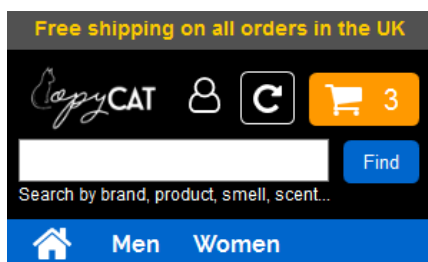 Free shipping on all orders in the UK
CopyCAT
C
3
Find
Search by brand, product, smell, scent...
Men Women